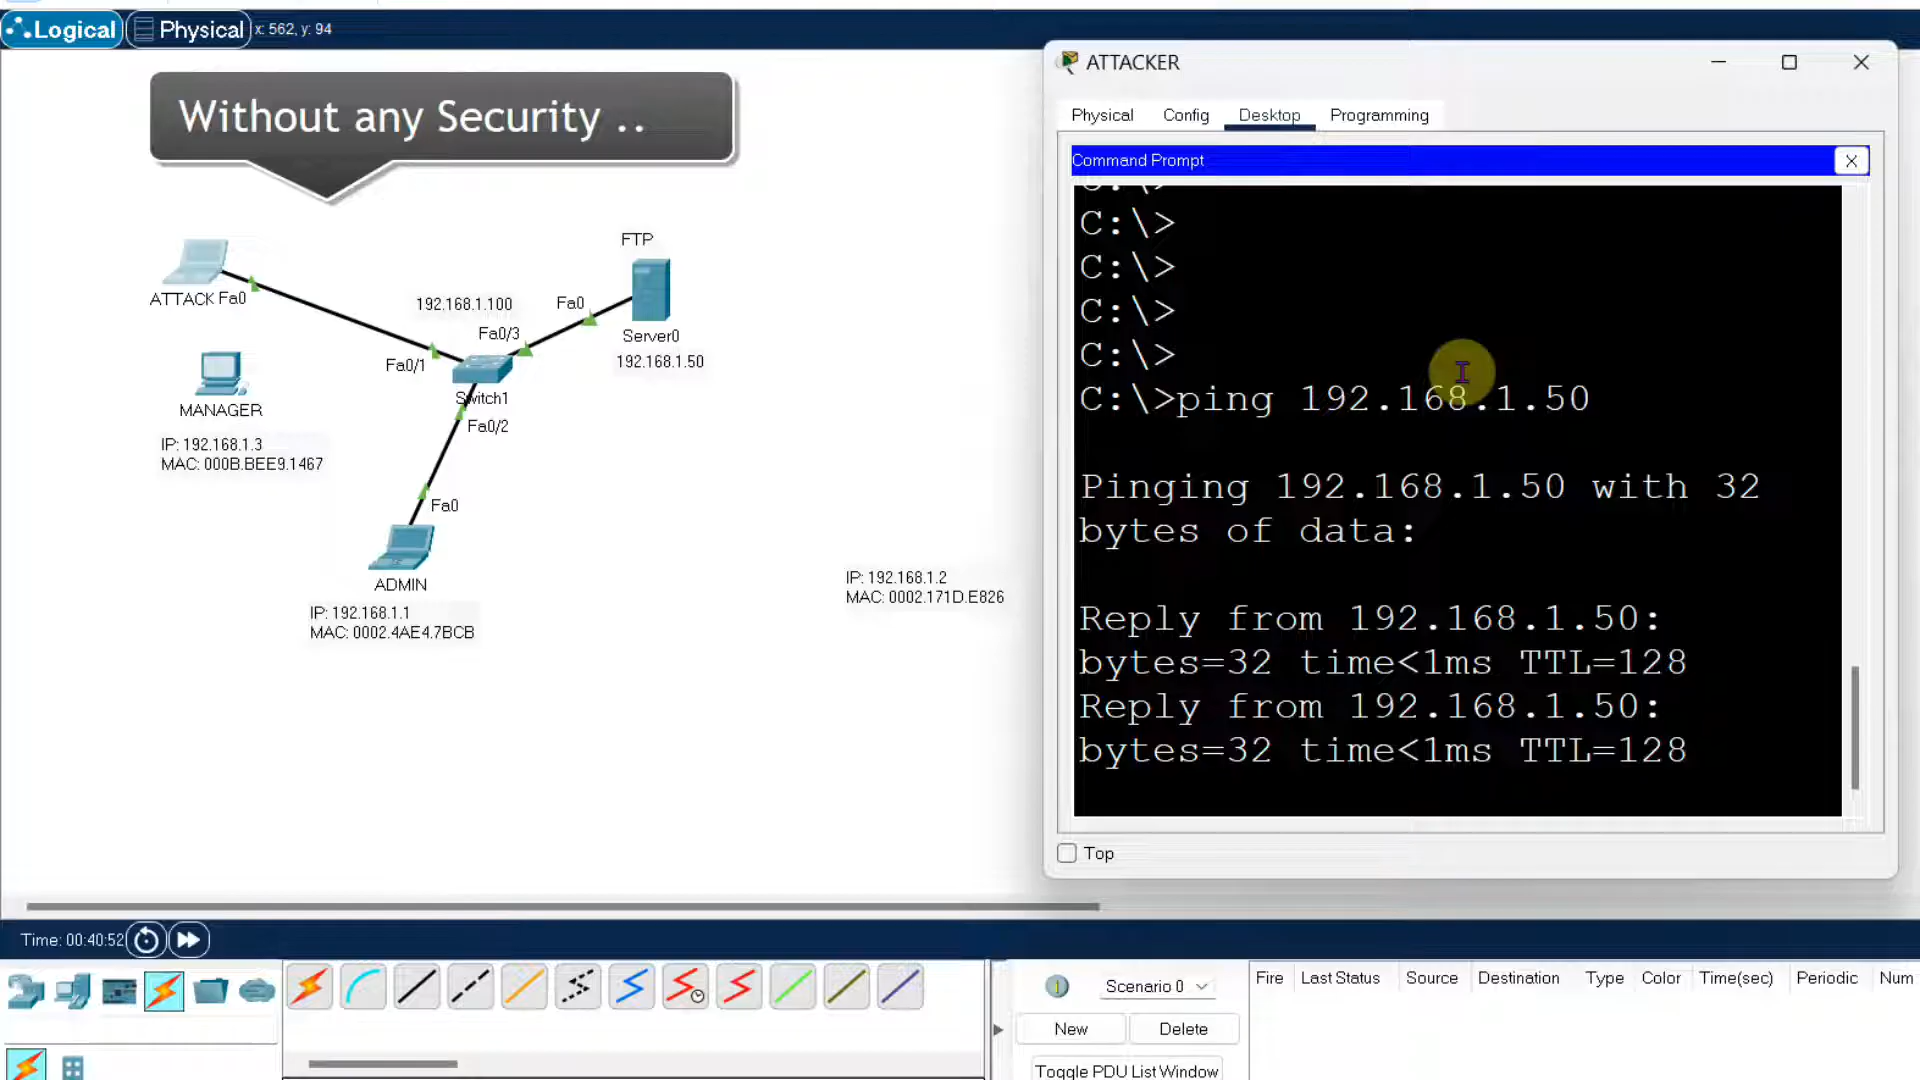 Logical
Physical
x: 562, y: 94
Without any Security ..
ATTACK Fa0
FTP
192.168.1.100
Fa0
Fa0/3
Server0
192.168.1.50
Fa0/1
Switch1
Fa0/2
MANAGER
IP: 192.168.1.3
MAC: 000B.BEE9.1467
Fa0
ADMIN
IP: 192.168.1.1
MAC: 0002.4AE4.7BCB
IP: 192.168.1.2
MAC: 0002.171D.E826
ATTACKER
Physical
Config
Desktop
Programming
Command Prompt
C:\>
C:\>
C:\>
C:\>
C:\>
C:\>ping 192.168.1.50
Pinging 192.168.1.50 with 32
bytes of data:
Reply from 192.168.1.50:
bytes=32 time<1ms TTL=128
Reply from 192.168.1.50:
bytes=32 time<1ms TTL=128
Top
Time: 00:40:52
Scenario 0
New
Delete
Toggle PDU List Window
Fire
Last Status
Source
Destination
Type
Color
Time(sec)
Periodic
Num